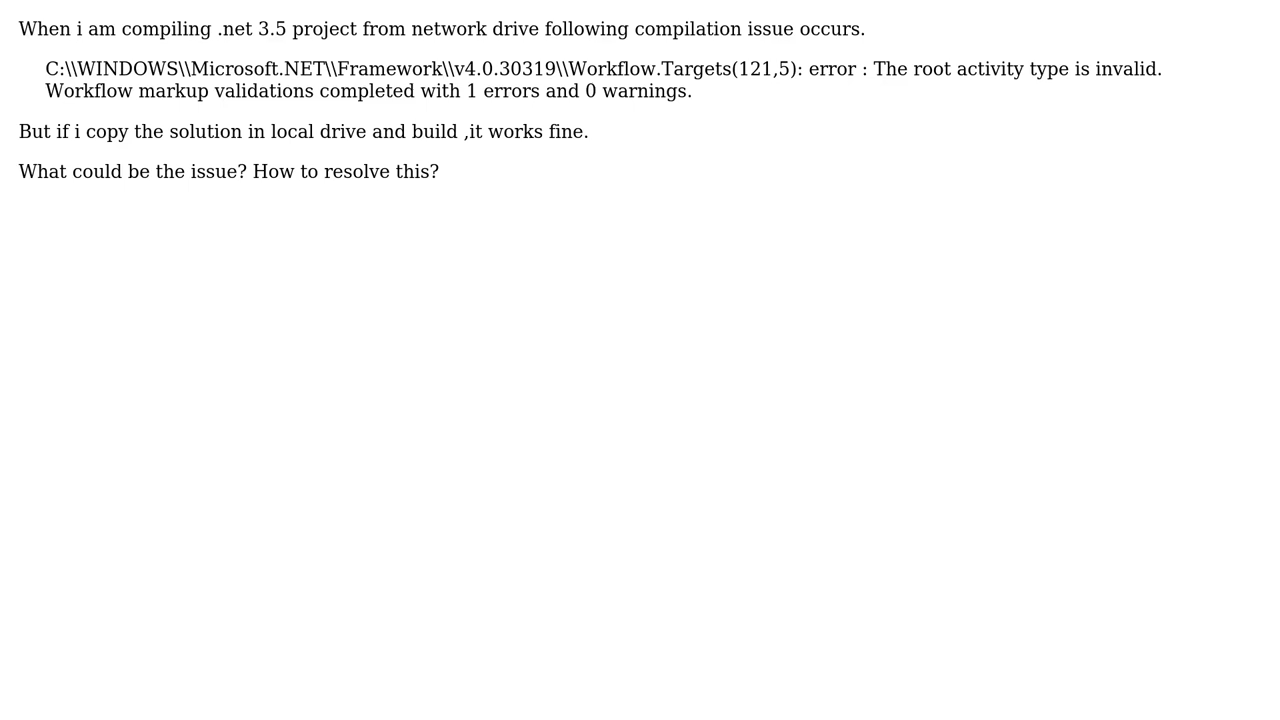 When i am compiling .net 3.5 project from network drive following compilation issue occurs.
C:\\WINDOWS\\Microsoft.NET\\Framework\\v4.0.30319\\Workflow.Targets(121,5): error : The root activity type is invalid.
Workflow markup validations completed with 1 errors and 0 warnings.
But if i copy the solution in local drive and build ,it works fine.
What could be the issue? How to resolve this?